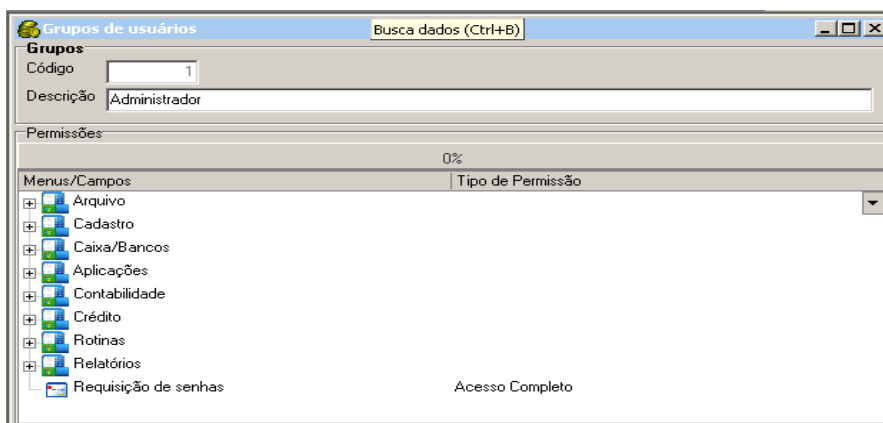 Grupos de usuários Busca dados (Ctrl+B)
Grupos
Código 1
Descrição Administrador
Permissões
0%
Menus/Campos Tipo de Permissão
Arquivo
Cadastro
Caixa/Bancos
Aplicações
Contabilidade
Crédito
Rotinas
Relatórios
Requisição de senhas Acesso Completo